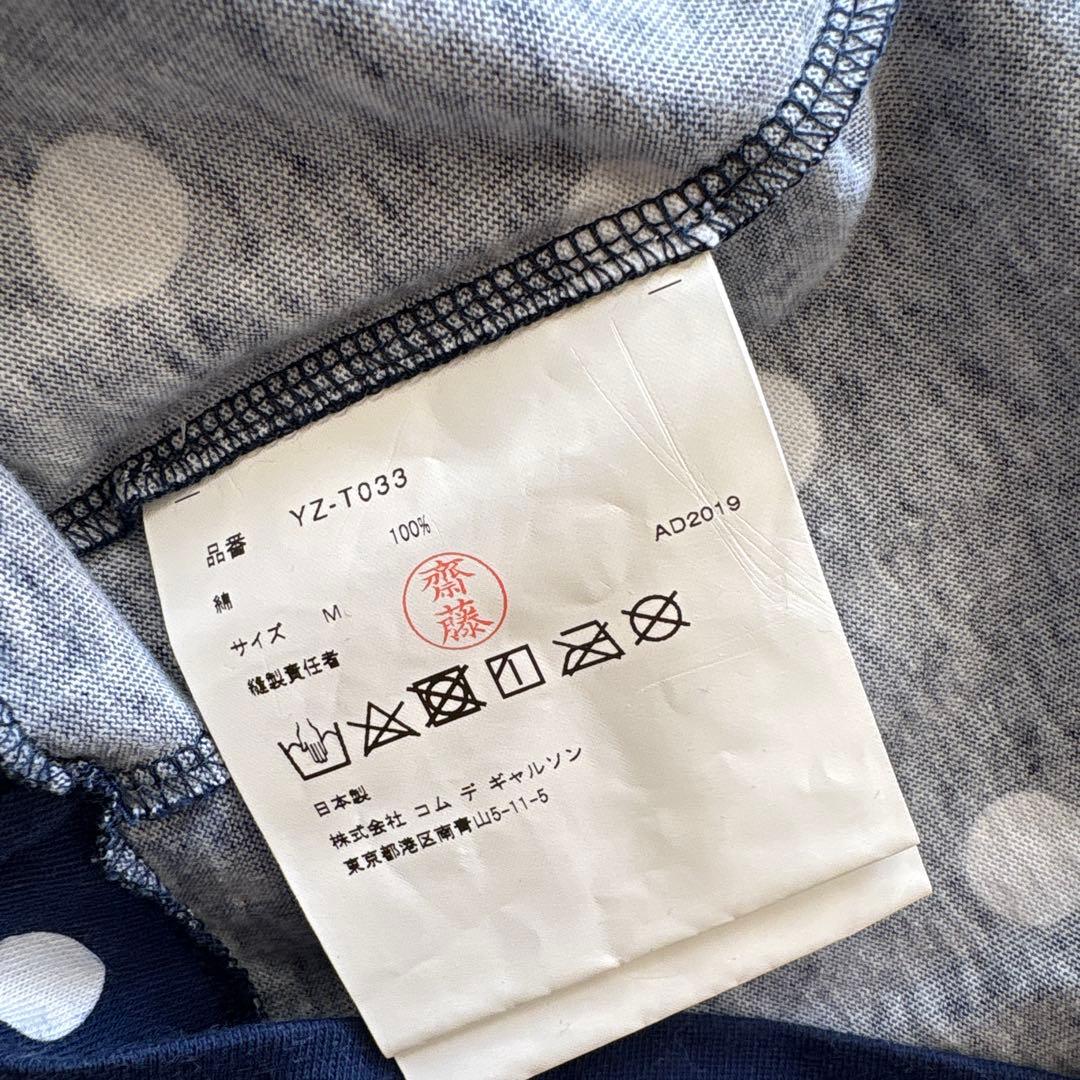 品番 YZ-T033
綿 100%
サイズ M
縫製責任者 齋藤
AD2019
日本製
株式会社 コム デ ギャルソン
東京都港区南青山5-11-5